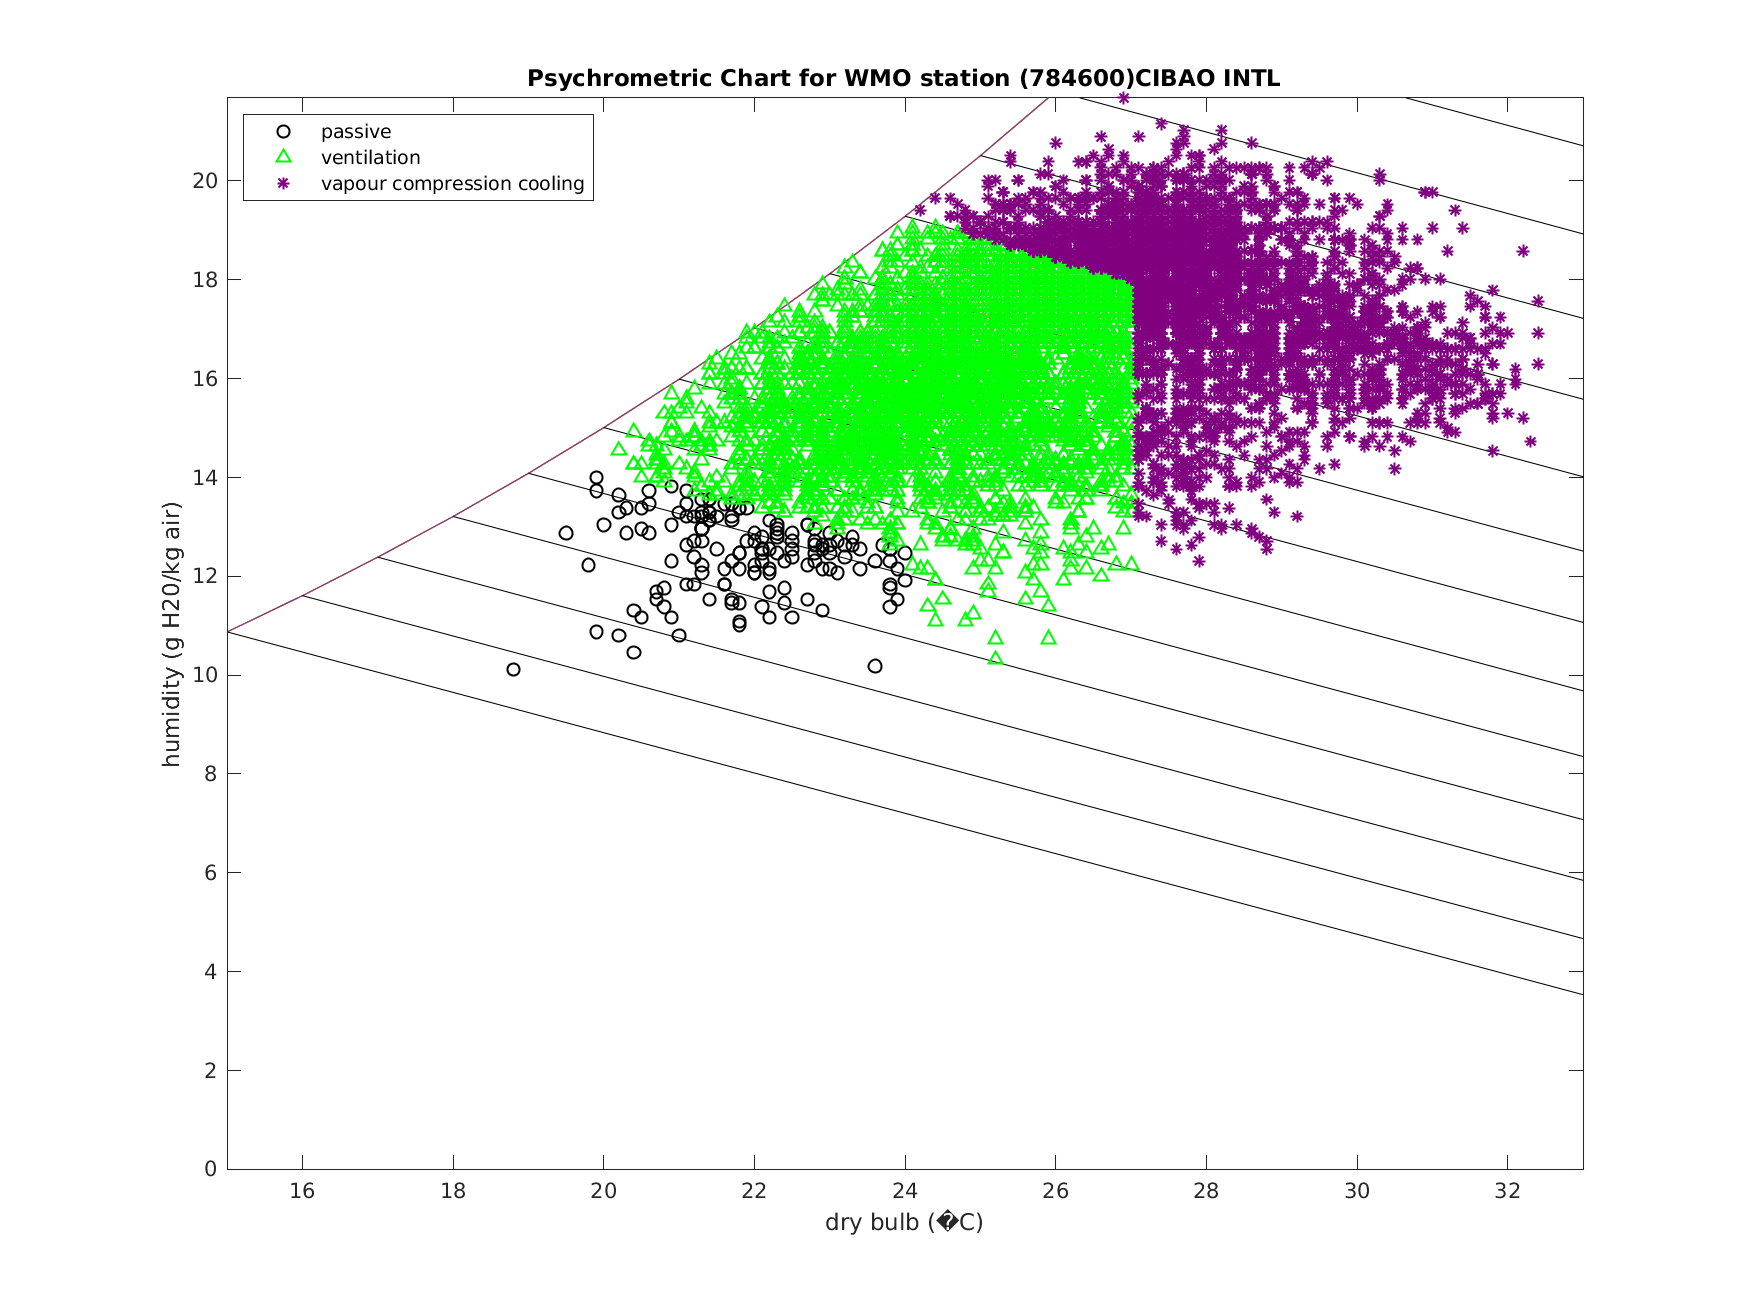 Psychrometric Chart for WMO station (784600)CIBAO INTL
passive
ventilation
vapour compression cooling
humidity (g H20/kg air)
20
18
16
14
12
10
8
6
4
2
0
16 18 20 22 24 26 28 30 32
dry bulb (�C)